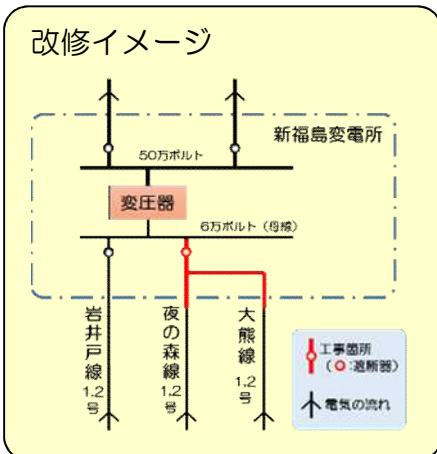 改修イメージ
新福島変電所
50万ボルト
変圧器
6万ボルト（母線）
岩井戸線
1,2
号
夜の森線
1,2
号
大熊線
1,2
号
工事箇所
（○:遮断器）
電気の流れ